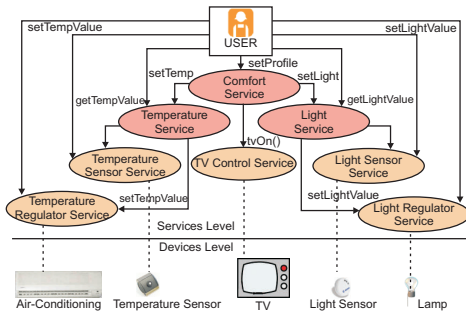 setTempValue
setLightValue
USER
setProfile
setTemp
setLight
Comfort
Service
getTempValue
getLightValue
Temperature
Service
Light
Service
tvOn()
Temperature
Sensor Service
TV Control Service
Light Sensor
Service
Temperature
Regulator Service
setTempValue
setLightValue
Light Regulator
Service
Services Level
Devices Level
Air-Conditioning
Temperature Sensor
TV
Light Sensor
Lamp